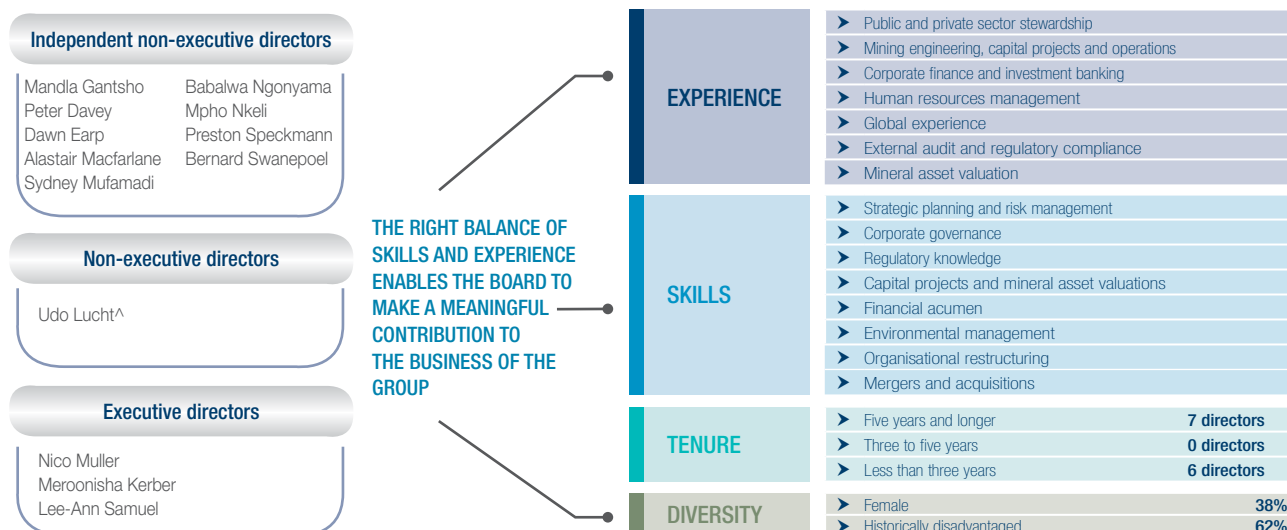 Independent non-executive directors
Mandla Gantsho
Peter Davey
Dawn Earp
Alastair Macfarlane
Sydney Mufamadi
Babalwa Ngonyama
Mpho Nkeli
Preston Speckmann
Bernard Swanepoel
Non-executive directors
Udo Lucht^
Executive directors
Nico Muller
Meroonisha Kerber
Lee-Ann Samuel
THE RIGHT BALANCE OF
SKILLS AND EXPERIENCE
ENABLES THE BOARD TO
MAKE A MEANINGFUL
CONTRIBUTION TO
THE BUSINESS OF THE
GROUP
EXPERIENCE
➤ Public and private sector stewardship
➤ Mining engineering, capital projects and operations
➤ Corporate finance and investment banking
➤ Human resources management
➤ Global experience
➤ External audit and regulatory compliance
➤ Mineral asset valuation
SKILLS
➤ Strategic planning and risk management
➤ Corporate governance
➤ Regulatory knowledge
➤ Capital projects and mineral asset valuations
➤ Financial acumen
➤ Environmental management
➤ Organisational restructuring
➤ Mergers and acquisitions
TENURE
➤ Five years and longer 7 directors
➤ Three to five years 0 directors
➤ Less than three years 6 directors
DIVERSITY
➤ Female 38%
➤ Historically disadvantaged 62%